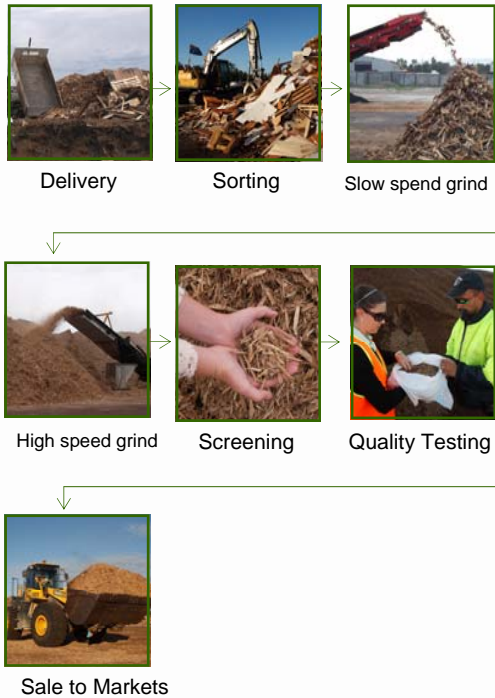 Delivery
Sorting
Slow spend grind
High speed grind
Screening
Quality Testing
Sale to Markets